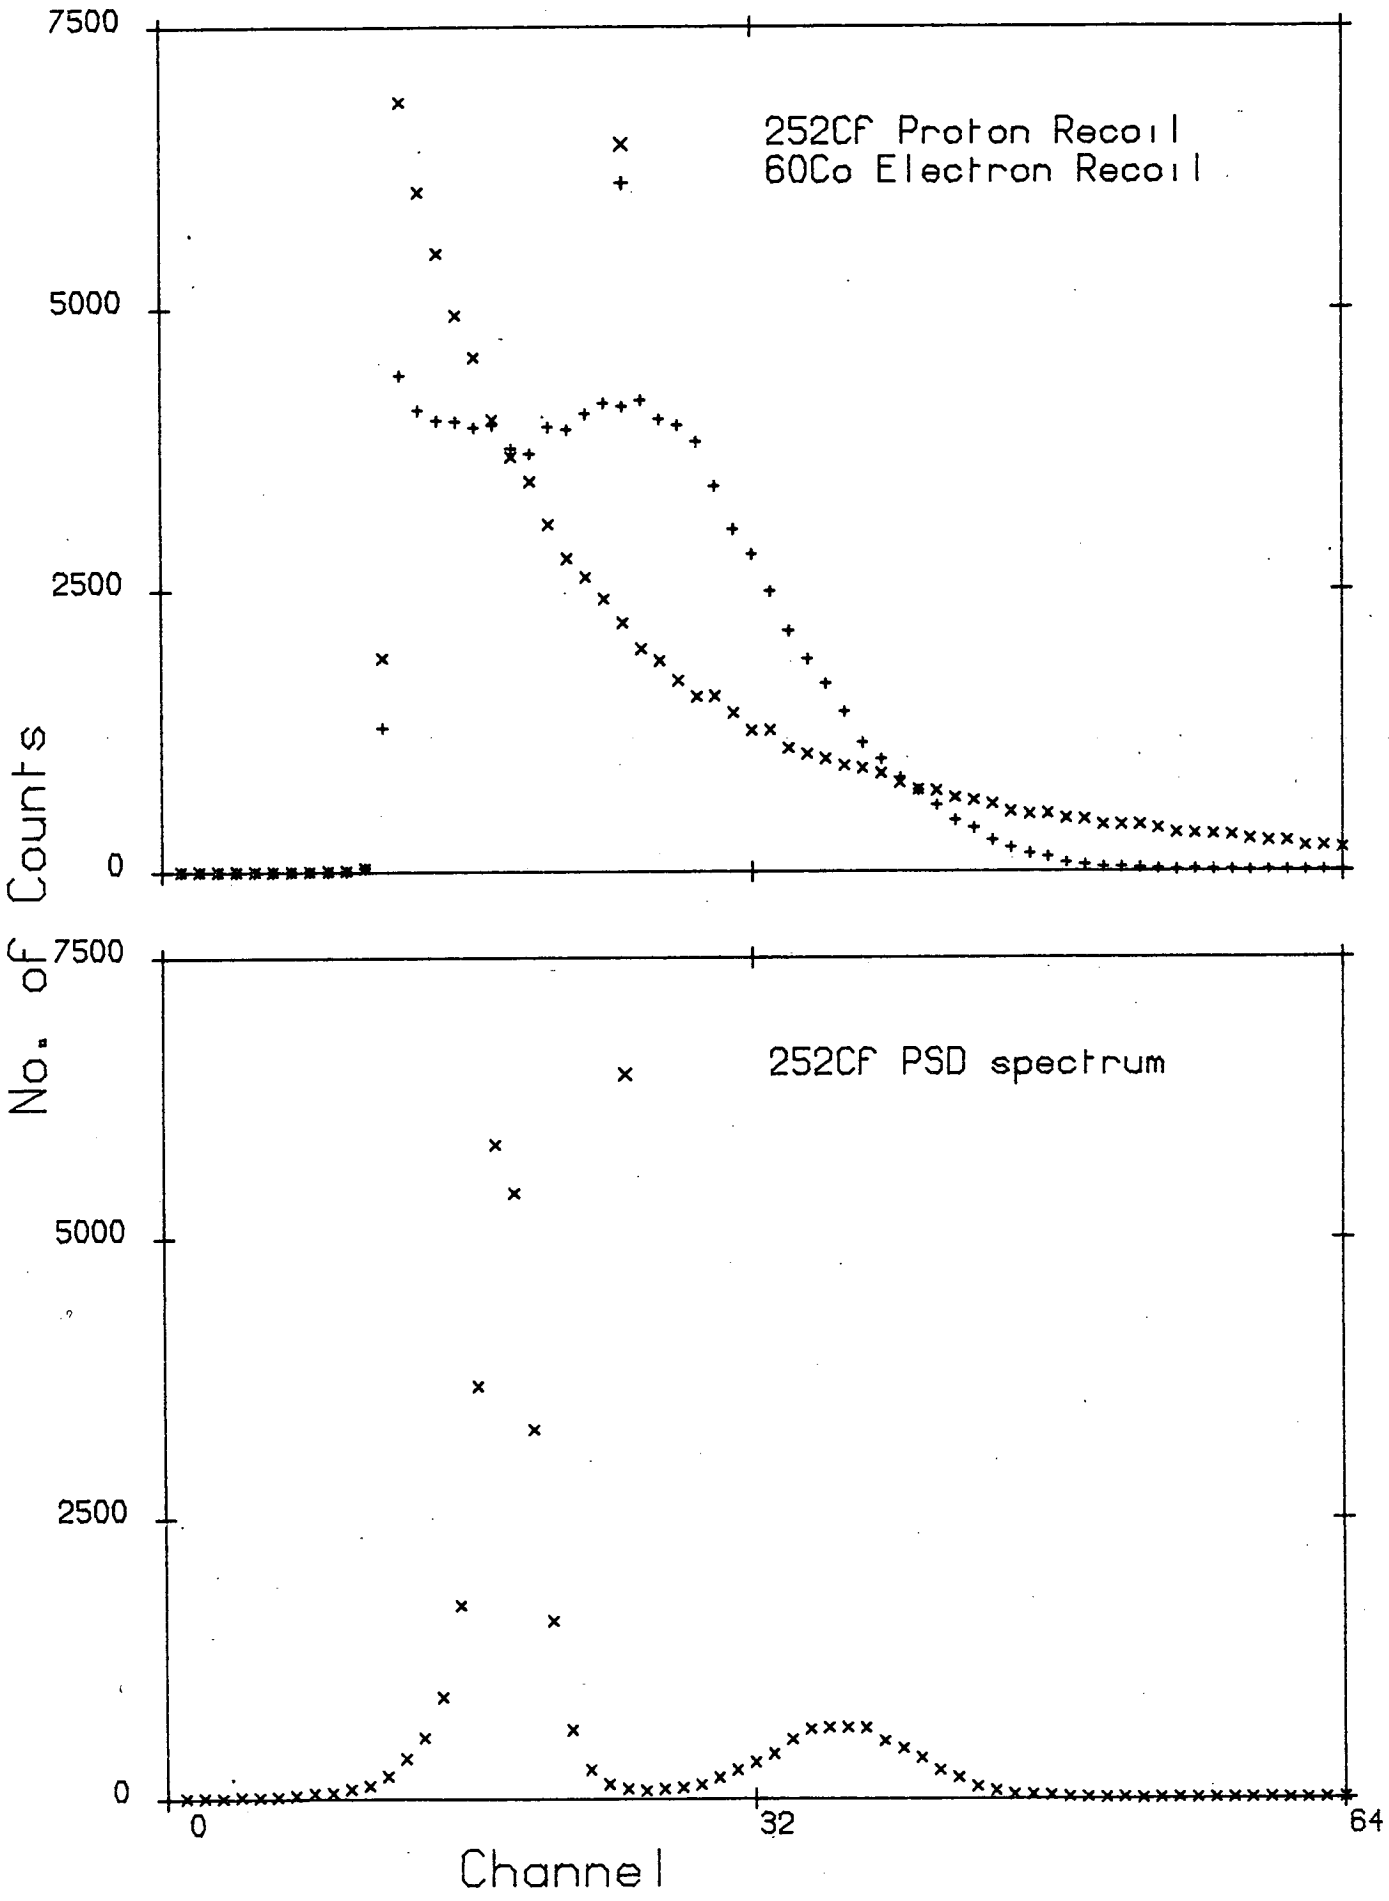 7500
252Cf Proton Recoil
60Co Electron Recoil
5000
2500
0
No. of Counts
7500
252Cf PSD spectrum
5000
2500
0
0 32 64
Channel